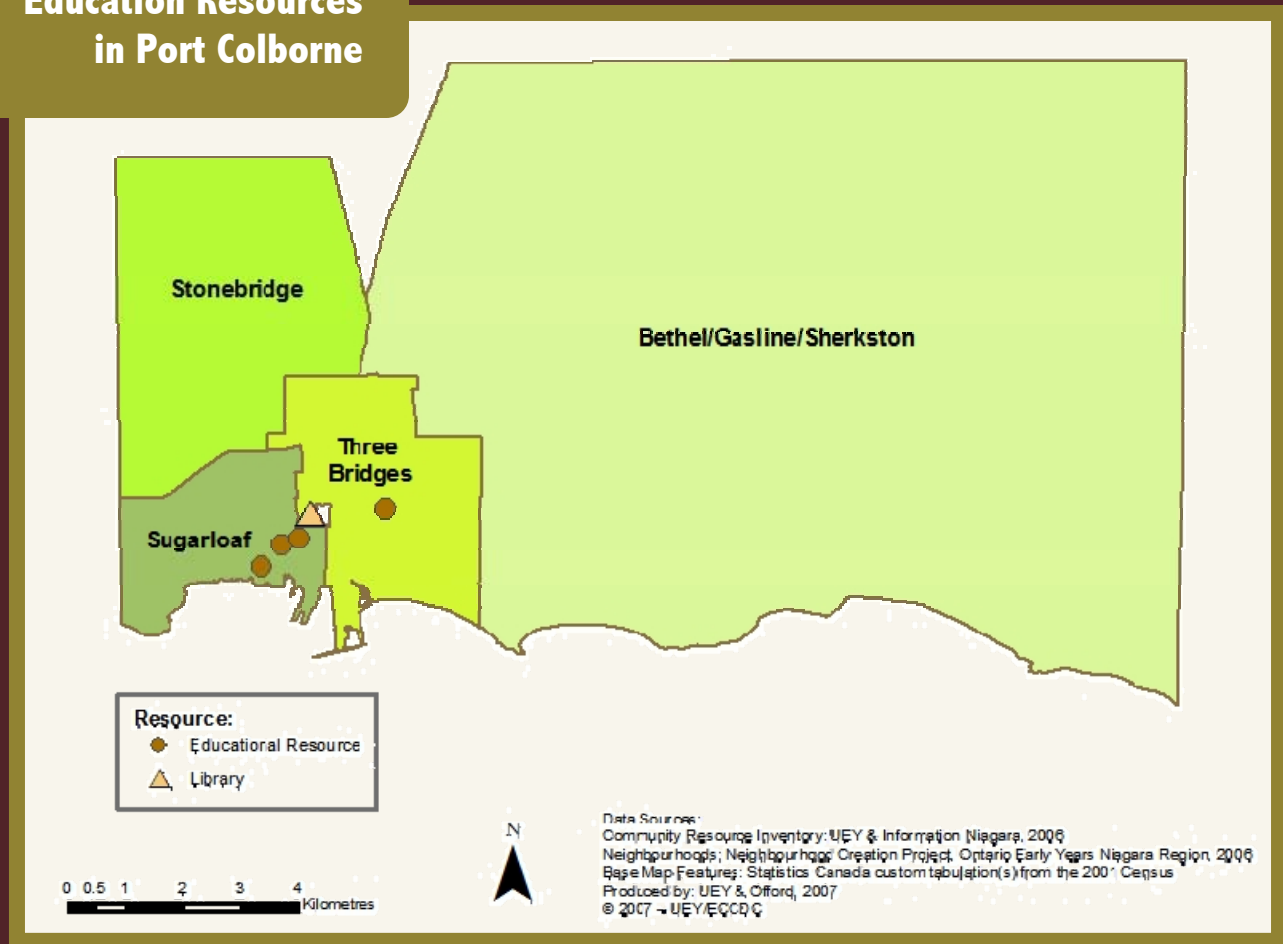 Education Resources
in Port Colborne
Stonebridge
Bethel/Gasline/Sherkston
Three
Bridges
Sugarloaf
Resource:
Educational Resource
Library
N
0 0.5 1 2 3 4
Kilometres
Data Sources:
Community Resource Inventory: UEY & Information Niagara, 2006
Neighbourhoods; Neighbourhood Creation Project, Ontario Early Years Niagara Region, 2006
Base Map Features: Statistics Canada custom tabulation(s) from the 2001 Census
Produced by: UEY & Offord, 2007
© 2007 - UEY/ECCDC